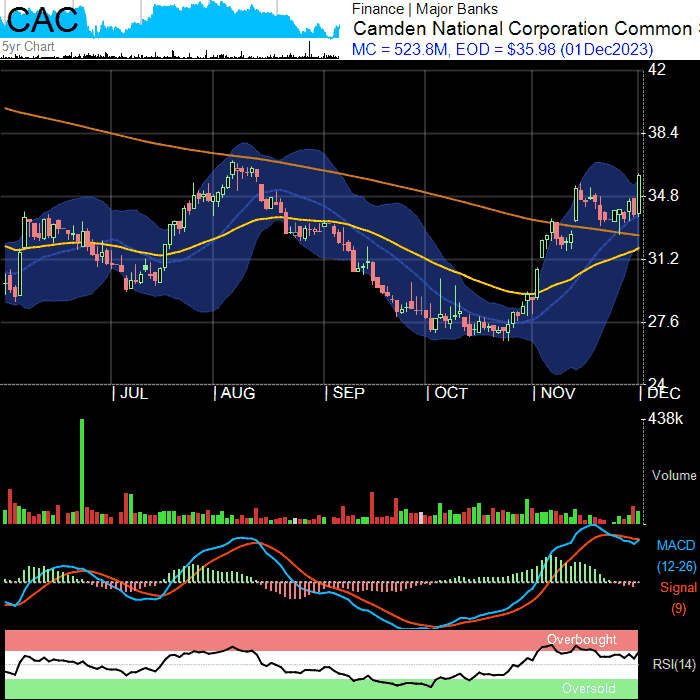 CAC
5yr Chart
Finance | Major Banks
Camden National Corporation Common
MC = 523.8M, EOD = $35.98 (01Dec2023)
42
38.4
34.8
31.2
27.6
24
| JUL | AUG | SEP | OCT | NOV | DEC
438k
Volume
MACD
(12-26)
Signal
(9)
Overbought
RSI(14)
Oversold